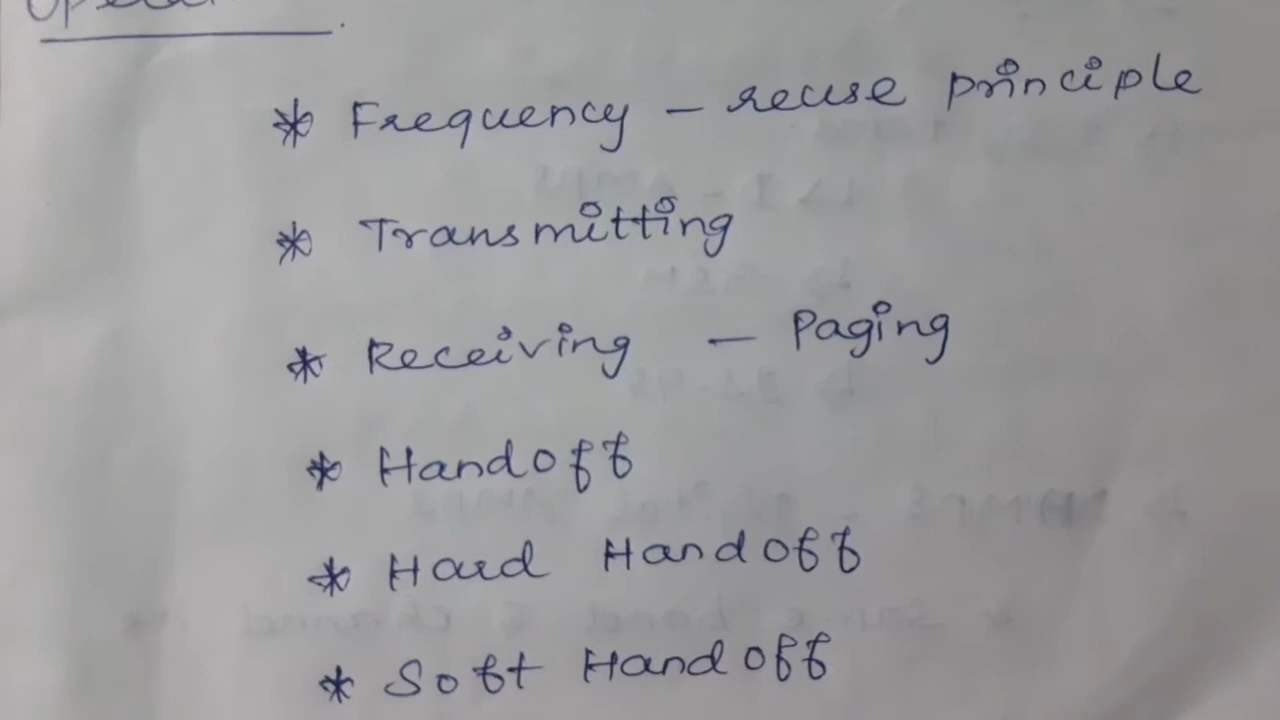 * Frequency - reuse principle
* Transmitting
* Receiving - Paging
* Handoff
* Hard Handoff
* Soft Handoff